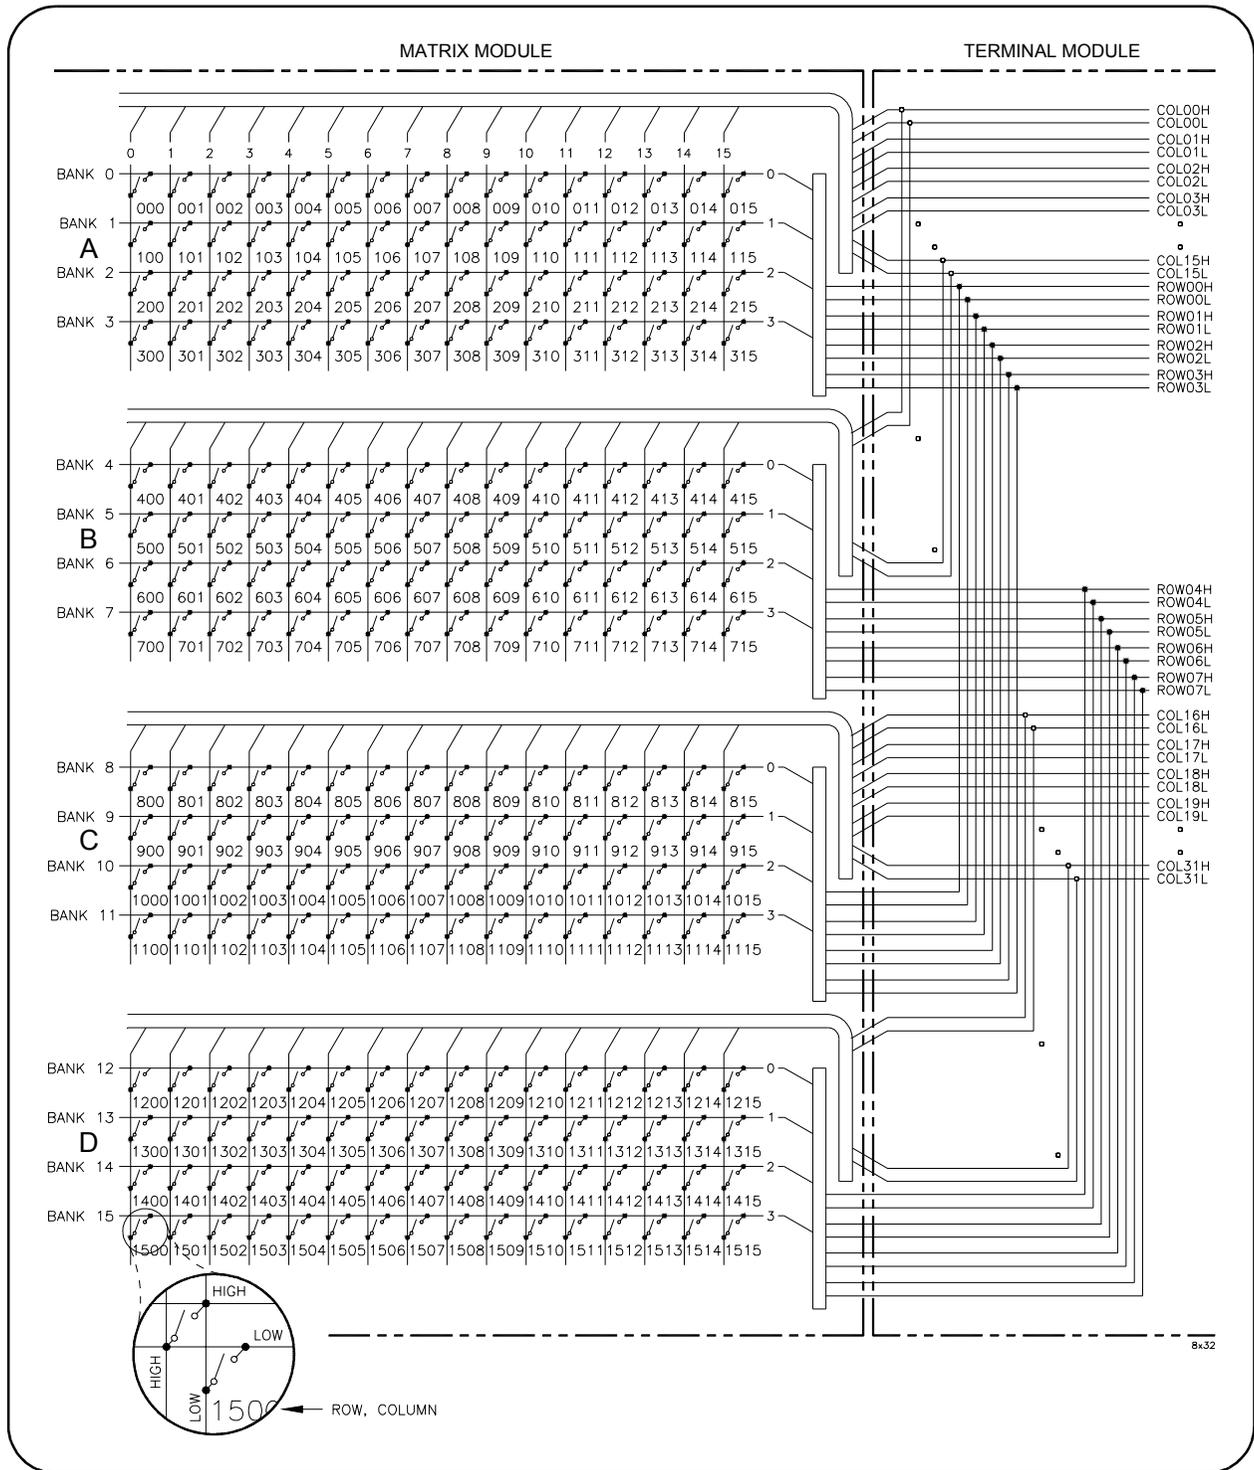 MATRIX MODULE TERMINAL MODULE
COL00H
COL00L
COL01H
COL01L
COL02H
COL02L
COL03H
COL03L
COL15H
COL15L
ROW00H
ROW00L
ROW01H
ROW01L
ROW02H
ROW02L
ROW03H
ROW03L
0 1 2 3 4 5 6 7 8 9 10 11 12 13 14 15
BANK 0 0
000 001 002 003 004 005 006 007 008 009 010 011 012 013 014 015
BANK 1 1
A
100 101 102 103 104 105 106 107 108 109 110 111 112 113 114 115
BANK 2 2
200 201 202 203 204 205 206 207 208 209 210 211 212 213 214 215
BANK 3 3
300 301 302 303 304 305 306 307 308 309 310 311 312 313 314 315
BANK 4 0
400 401 402 403 404 405 406 407 408 409 410 411 412 413 414 415
BANK 5 1
B
500 501 502 503 504 505 506 507 508 509 510 511 512 513 514 515
BANK 6 2
600 601 602 603 604 605 606 607 608 609 610 611 612 613 614 615
BANK 7 3
700 701 702 703 704 705 706 707 708 709 710 711 712 713 714 715
ROW04H
ROW04L
ROW05H
ROW05L
ROW06H
ROW06L
ROW07H
ROW07L
COL16H
COL16L
COL17H
COL17L
COL18H
COL18L
COL19H
COL19L
COL31H
COL31L
BANK 8 0
800 801 802 803 804 805 806 807 808 809 810 811 812 813 814 815
BANK 9 1
C
900 901 902 903 904 905 906 907 908 909 910 911 912 913 914 915
BANK 10 2
1000 1001 1002 1003 1004 1005 1006 1007 1008 1009 1010 1011 1012 1013 1014 1015
BANK 11 3
1100 1101 1102 1103 1104 1105 1106 1107 1108 1109 1110 1111 1112 1113 1114 1115
BANK 12 0
1200 1201 1202 1203 1204 1205 1206 1207 1208 1209 1210 1211 1212 1213 1214 1215
BANK 13 1
D
1300 1301 1302 1303 1304 1305 1306 1307 1308 1309 1310 1311 1312 1313 1314 1315
BANK 14 2
1400 1401 1402 1403 1404 1405 1406 1407 1408 1409 1410 1411 1412 1413 1414 1415
BANK 15 3
1500 1501 1502 1503 1504 1505 1506 1507 1508 1509 1510 1511 1512 1513 1514 1515
HIGH
LOW
HIGH
LOW
1500
ROW, COLUMN
8x32